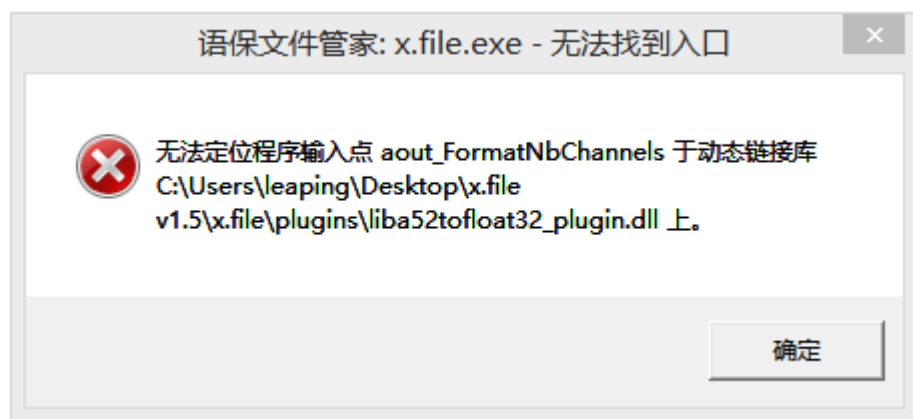 语保文件管家: x.file.exe - 无法找到入口
无法定位程序输入点 aout_FormatNbChannels 于动态链接库
C:\Users\leaping\Desktop\x.file
v1.5\x.file\plugins\liba52tofloat32_plugin.dll 上。
确定